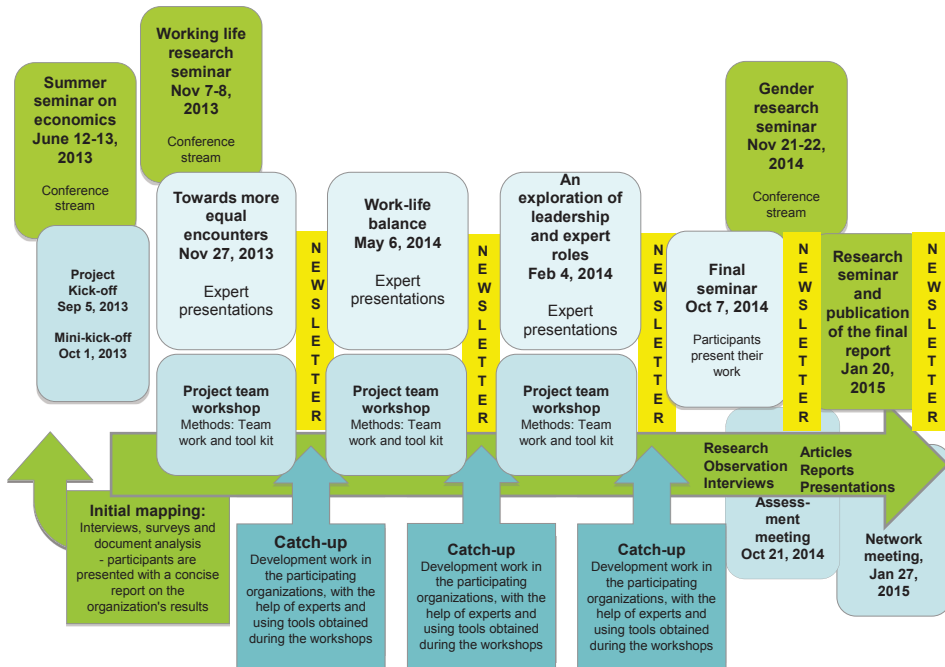 Summer
seminar on
economics
June 12-13,
2013
Conference
stream
Working life
research
seminar
Nov 7-8,
2013
Conference
stream
Project
Kick-off
Sep 5, 2013
Mini-kick-off
Oct 1, 2013
Towards more
equal
encounters
Nov 27, 2013
Expert
presentations
Project team
workshop
Methods: Team
work and tool kit
NEWSLETTER
Work-life
balance
May 6, 2014
Expert
presentations
Project team
workshop
Methods: Team
work and tool kit
NEWSLETTER
An
exploration of
leadership
and expert
roles
Feb 4, 2014
Expert
presentations
Project team
workshop
Methods: Team
work and tool kit
NEWSLETTER
Final
seminar
Oct 7, 2014
Participants
present their
work
Gender
research
seminar
Nov 21-22,
2014
Conference
stream
NEWSLETTER
Research
seminar
and
publication
of the final
report
Jan 20,
2015
NEWSLETTER
Research
Observation
Interviews
Articles
Reports
Presentations
Initial mapping:
Interviews, surveys and
document analysis
- participants are
presented with a concise
report on
the organization's results
Catch-up
Development work in
the participating
organizations, with the
help of experts and
using tools obtained
during the workshops
Catch-up
Development work in
the participating
organizations, with the
help of experts and
using tools obtained
during the workshops
Catch-up
Development work in
the participating
organizations, with the
help of experts and
using tools obtained
during the workshops
Assess-
ment
meeting
Oct 21, 2014
Network
meeting,
Jan 27,
2015